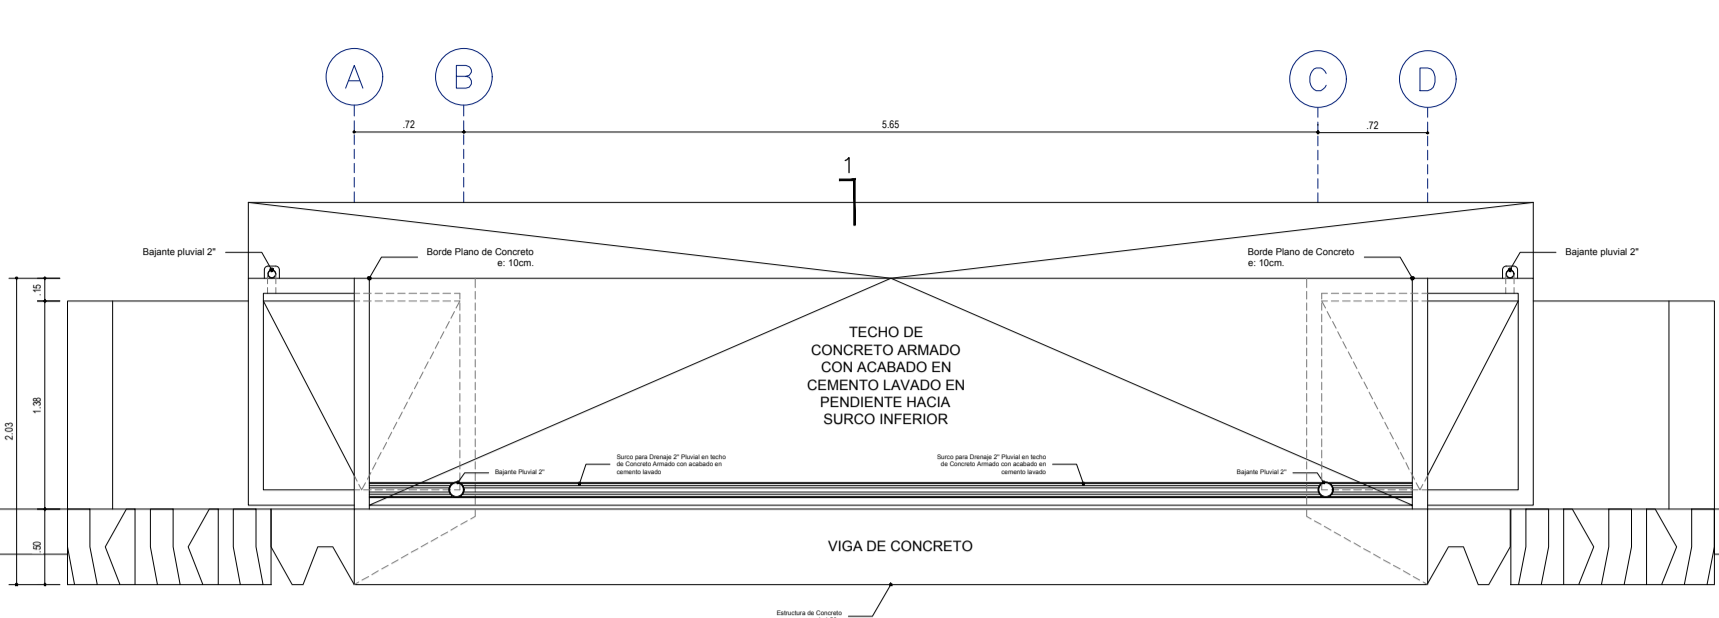 A
B
C
D
.72
5.65
.72
1
Bajante pluvial 2"
Borde Plano de Concreto
e: 10cm.
Borde Plano de Concreto
e: 10cm.
Bajante pluvial 2"
.15
1.38
2.03
.50
TECHO DE
CONCRETO ARMADO
CON ACABADO EN
CEMENTO LAVADO EN
PENDIENTE HACIA
SURCO INFERIOR
Bajante Pluvial 2"
Surco para Drenaje 2" Pluvial en techo
de Concreto Armado con acabado en
cemento lavado
Surco para Drenaje 2" Pluvial en techo
de Concreto Armado con acabado en
cemento lavado
Bajante Pluvial 2"
VIGA DE CONCRETO
Estructura de Concreto